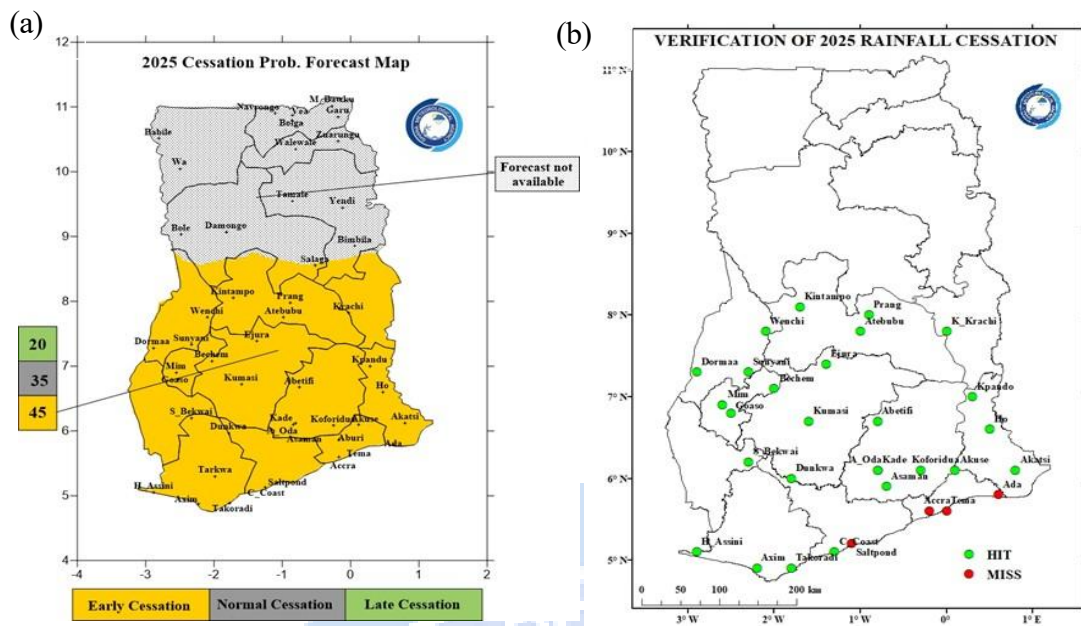 (a)
2025 Cessation Prob. Forecast Map
12
11
10
9
8
7
6
5
4
-4
-3
-2
-1
0
1
2
Navrongo
Vea
M_Bawku
Garu
Bolga
Babile
Zuarungu
Walewale
Wa
Tamale
Yendi
Bole
Damongo
Bimbila
Salaga
Forecast not
available
Kintampo
Prang
Wenchi
Atebubu
Krachi
Sunyani
Ejura
Dormaa
Bechem
Mim
Goaso
Kumasi
Abetifi
Kpandu
Ho
S_Bekwai
Dunkwa
Kade
A_Oda
Koforidua
Akuse
Akatsi
Asaman
Aburi
Ada
Tema
Accra
Tarkwa
Saltpond
H_Assini
C_Coast
Axim
Takoradi
20
35
45
Early Cessation
Normal Cessation
Late Cessation
(b)
VERIFICATION OF 2025 RAINFALL CESSATION
10°N
9°N
8°N
7°N
6°N
5°N
3°W
2°W
1°W
0°
1°E
Kintampo
Prang
Wenchi
Atebubu
K_Krachi
Dormaa
Sunyani
Ejura
Bechem
Mim
Goaso
Kumasi
Abetifi
Kpando
Ho
S_Bekwai
Dunkwa
A_Oda
Kade
Koforidua
Akuse
Akatsi
Asaman
Ada
Accra
Tema
H_Assini
C_Coast
Saltpond
Axim
Takoradi
HIT
MISS
0
50
100
200 km